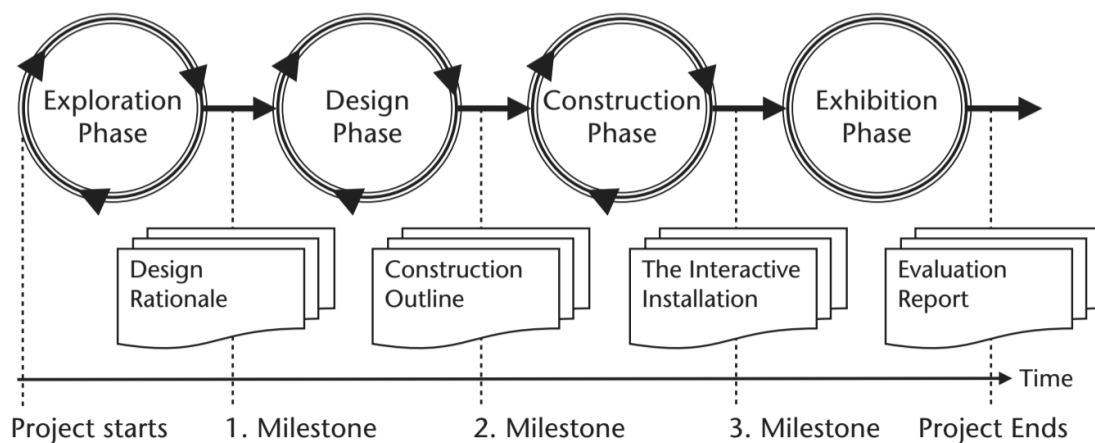 Exploration
Phase
Design
Phase
Construction
Phase
Exhibition
Phase
Design
Rationale
Construction
Outline
The Interactive
Installation
Evaluation
Report
Time
Project starts
1. Milestone
2. Milestone
3. Milestone
Project Ends